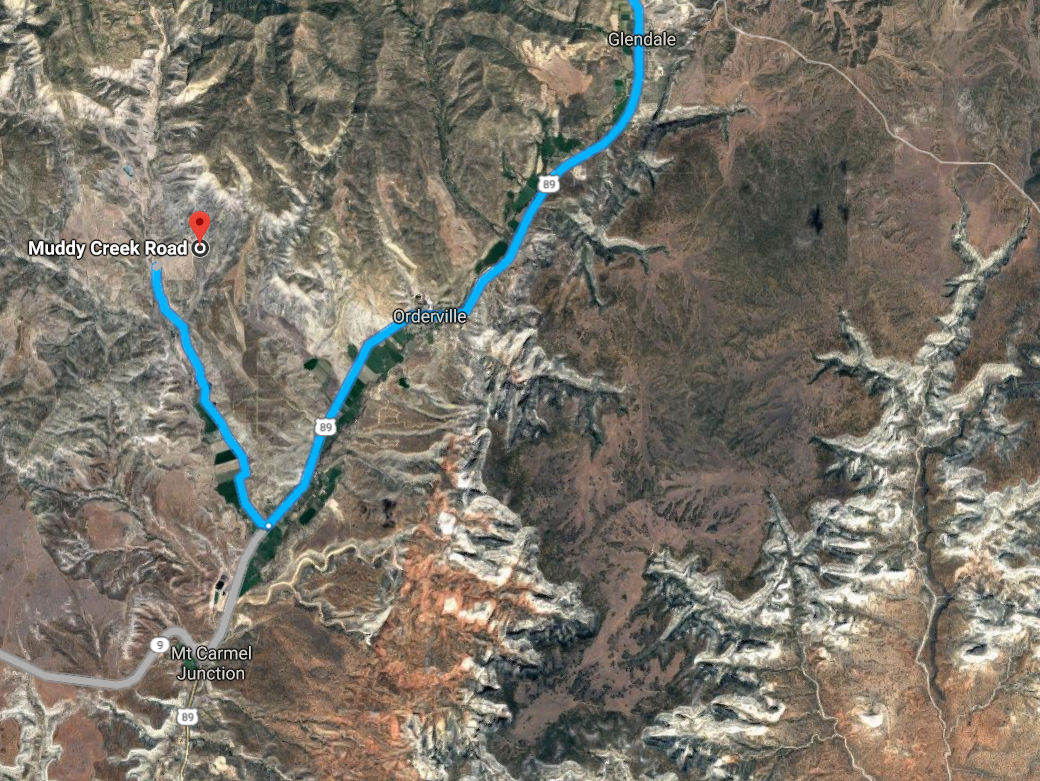 Glendale
89
Muddy Creek Road
Orderville
89
9
Mt Carmel
Junction
89